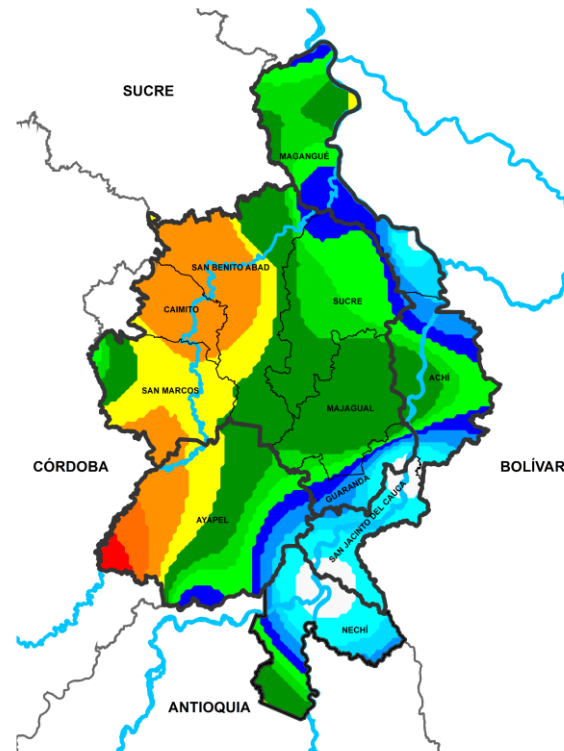 SUCRE
MAGANGUÉ
SAN BENITO ABAD
SUCRE
CAIMITO
ACHÍ
SAN MARCOS
MAJAGUAL
CÓRDOBA
BOLÍVAR
GUARANDA
SAN JACINTO DEL CAUCA
AYAPEL
NECHÍ
ANTIOQUIA